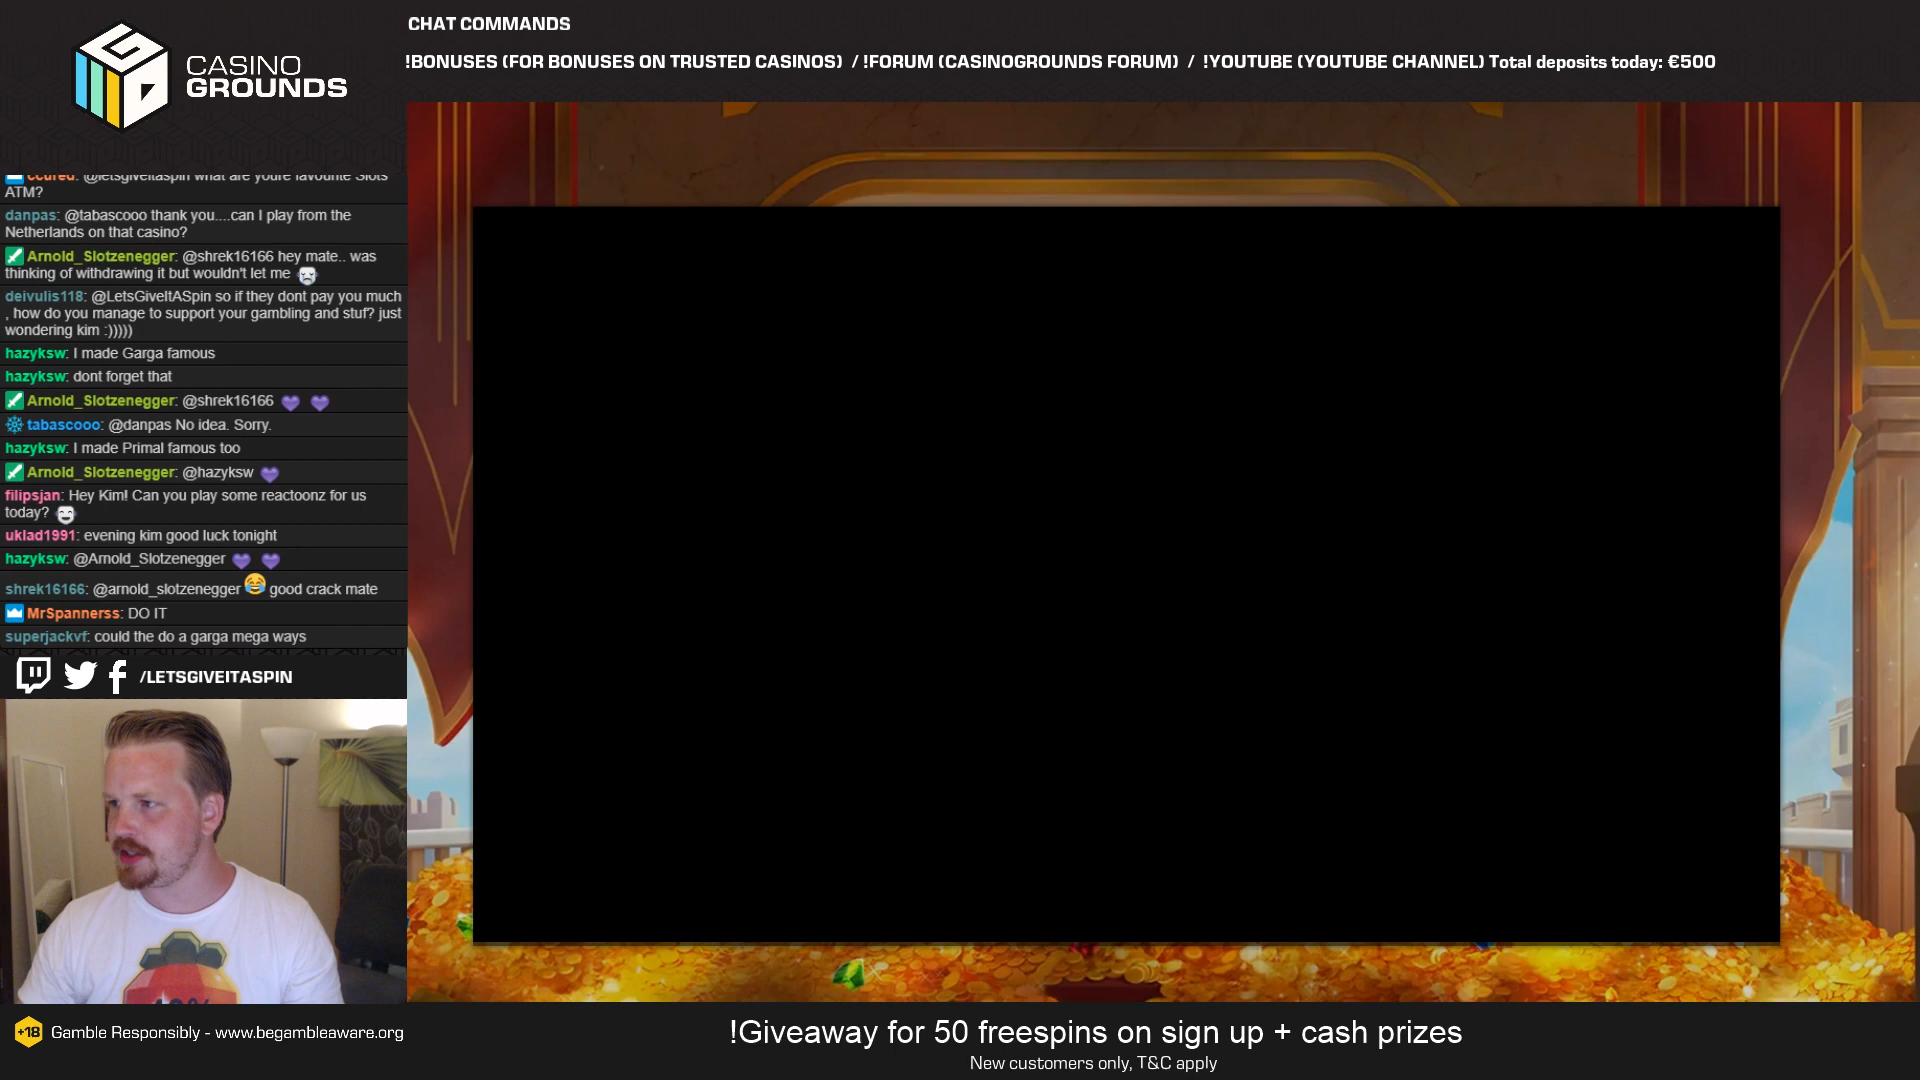 CASINO
GROUNDS
CHAT COMMANDS
!BONUSES (FOR BONUSES ON TRUSTED CASINOS) / !FORUM (CASINOGROUNDS FORUM) / !YOUTUBE (YOUTUBE CHANNEL) Total deposits today: €500
ccured: @letsgiveitaspin what are youre favourite Slots
ATM?
danpas: @tabascooo thank you....can I play from the
Netherlands on that casino?
Arnold_Slotzenegger: @shrek16166 hey mate.. was
thinking of withdrawing it but wouldn't let me
deivulis118: @LetsGiveItASpin so if they dont pay you much
, how do you manage to support your gambling and stuf? just
wondering kim :)))))
hazyksw: I made Garga famous
hazyksw: dont forget that
Arnold_Slotzenegger: @shrek16166
tabascooo: @danpas No idea. Sorry.
hazyksw: I made Primal famous too
Arnold_Slotzenegger: @hazyksw
filipsjan: Hey Kim! Can you play some reactoonz for us
today?
uklad1991: evening kim good luck tonight
hazyksw: @Arnold_Slotzenegger
shrek16166: @arnold_slotzenegger good crack mate
MrSpannerss: DO IT
superjackvf: could the do a garga mega ways
/LETSGIVEITASPIN
+18 Gamble Responsibly - www.begambleaware.org
!Giveaway for 50 freespins on sign up + cash prizes
New customers only, T&C apply